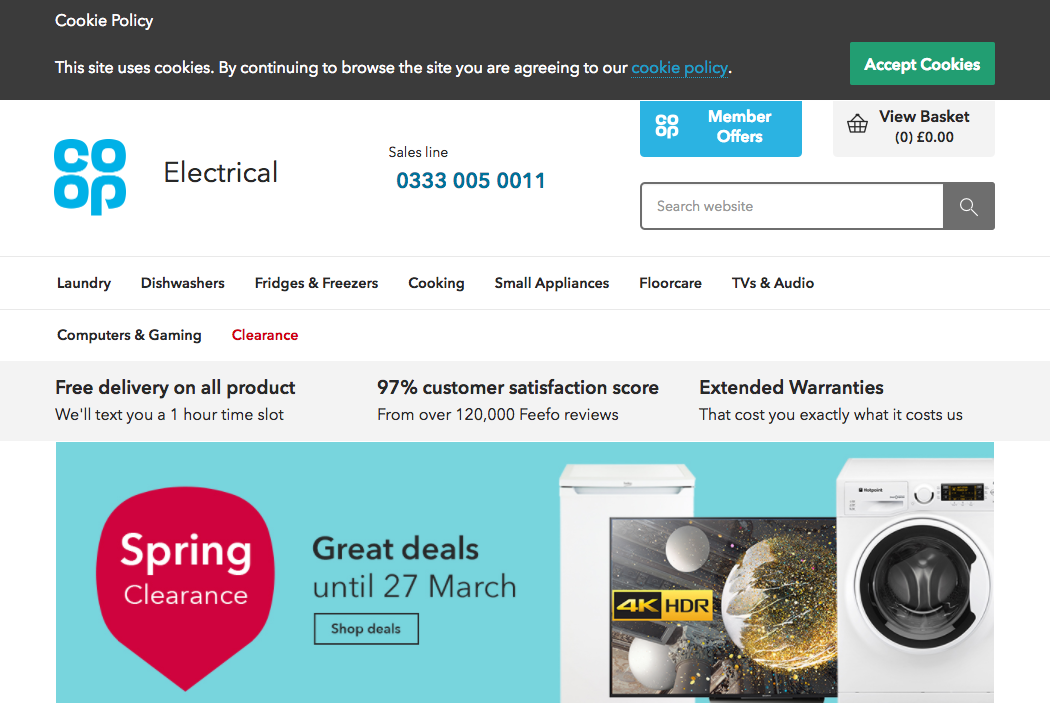 Cookie Policy
This site uses cookies. By continuing to browse the site you are agreeing to our cookie policy.
Accept Cookies
co
op
Electrical
Sales line
0333 005 0011
co
op
Member
Offers
View Basket
(0) £0.00
Search website
Laundry Dishwashers Fridges & Freezers Cooking Small Appliances Floorcare TVs & Audio
Computers & Gaming Clearance
Free delivery on all product
We'll text you a 1 hour time slot
97% customer satisfaction score
From over 120,000 Feefo reviews
Extended Warranties
That cost you exactly what it costs us
Spring
Clearance
Great deals
until 27 March
Shop deals
4K HDR
Hotpoint